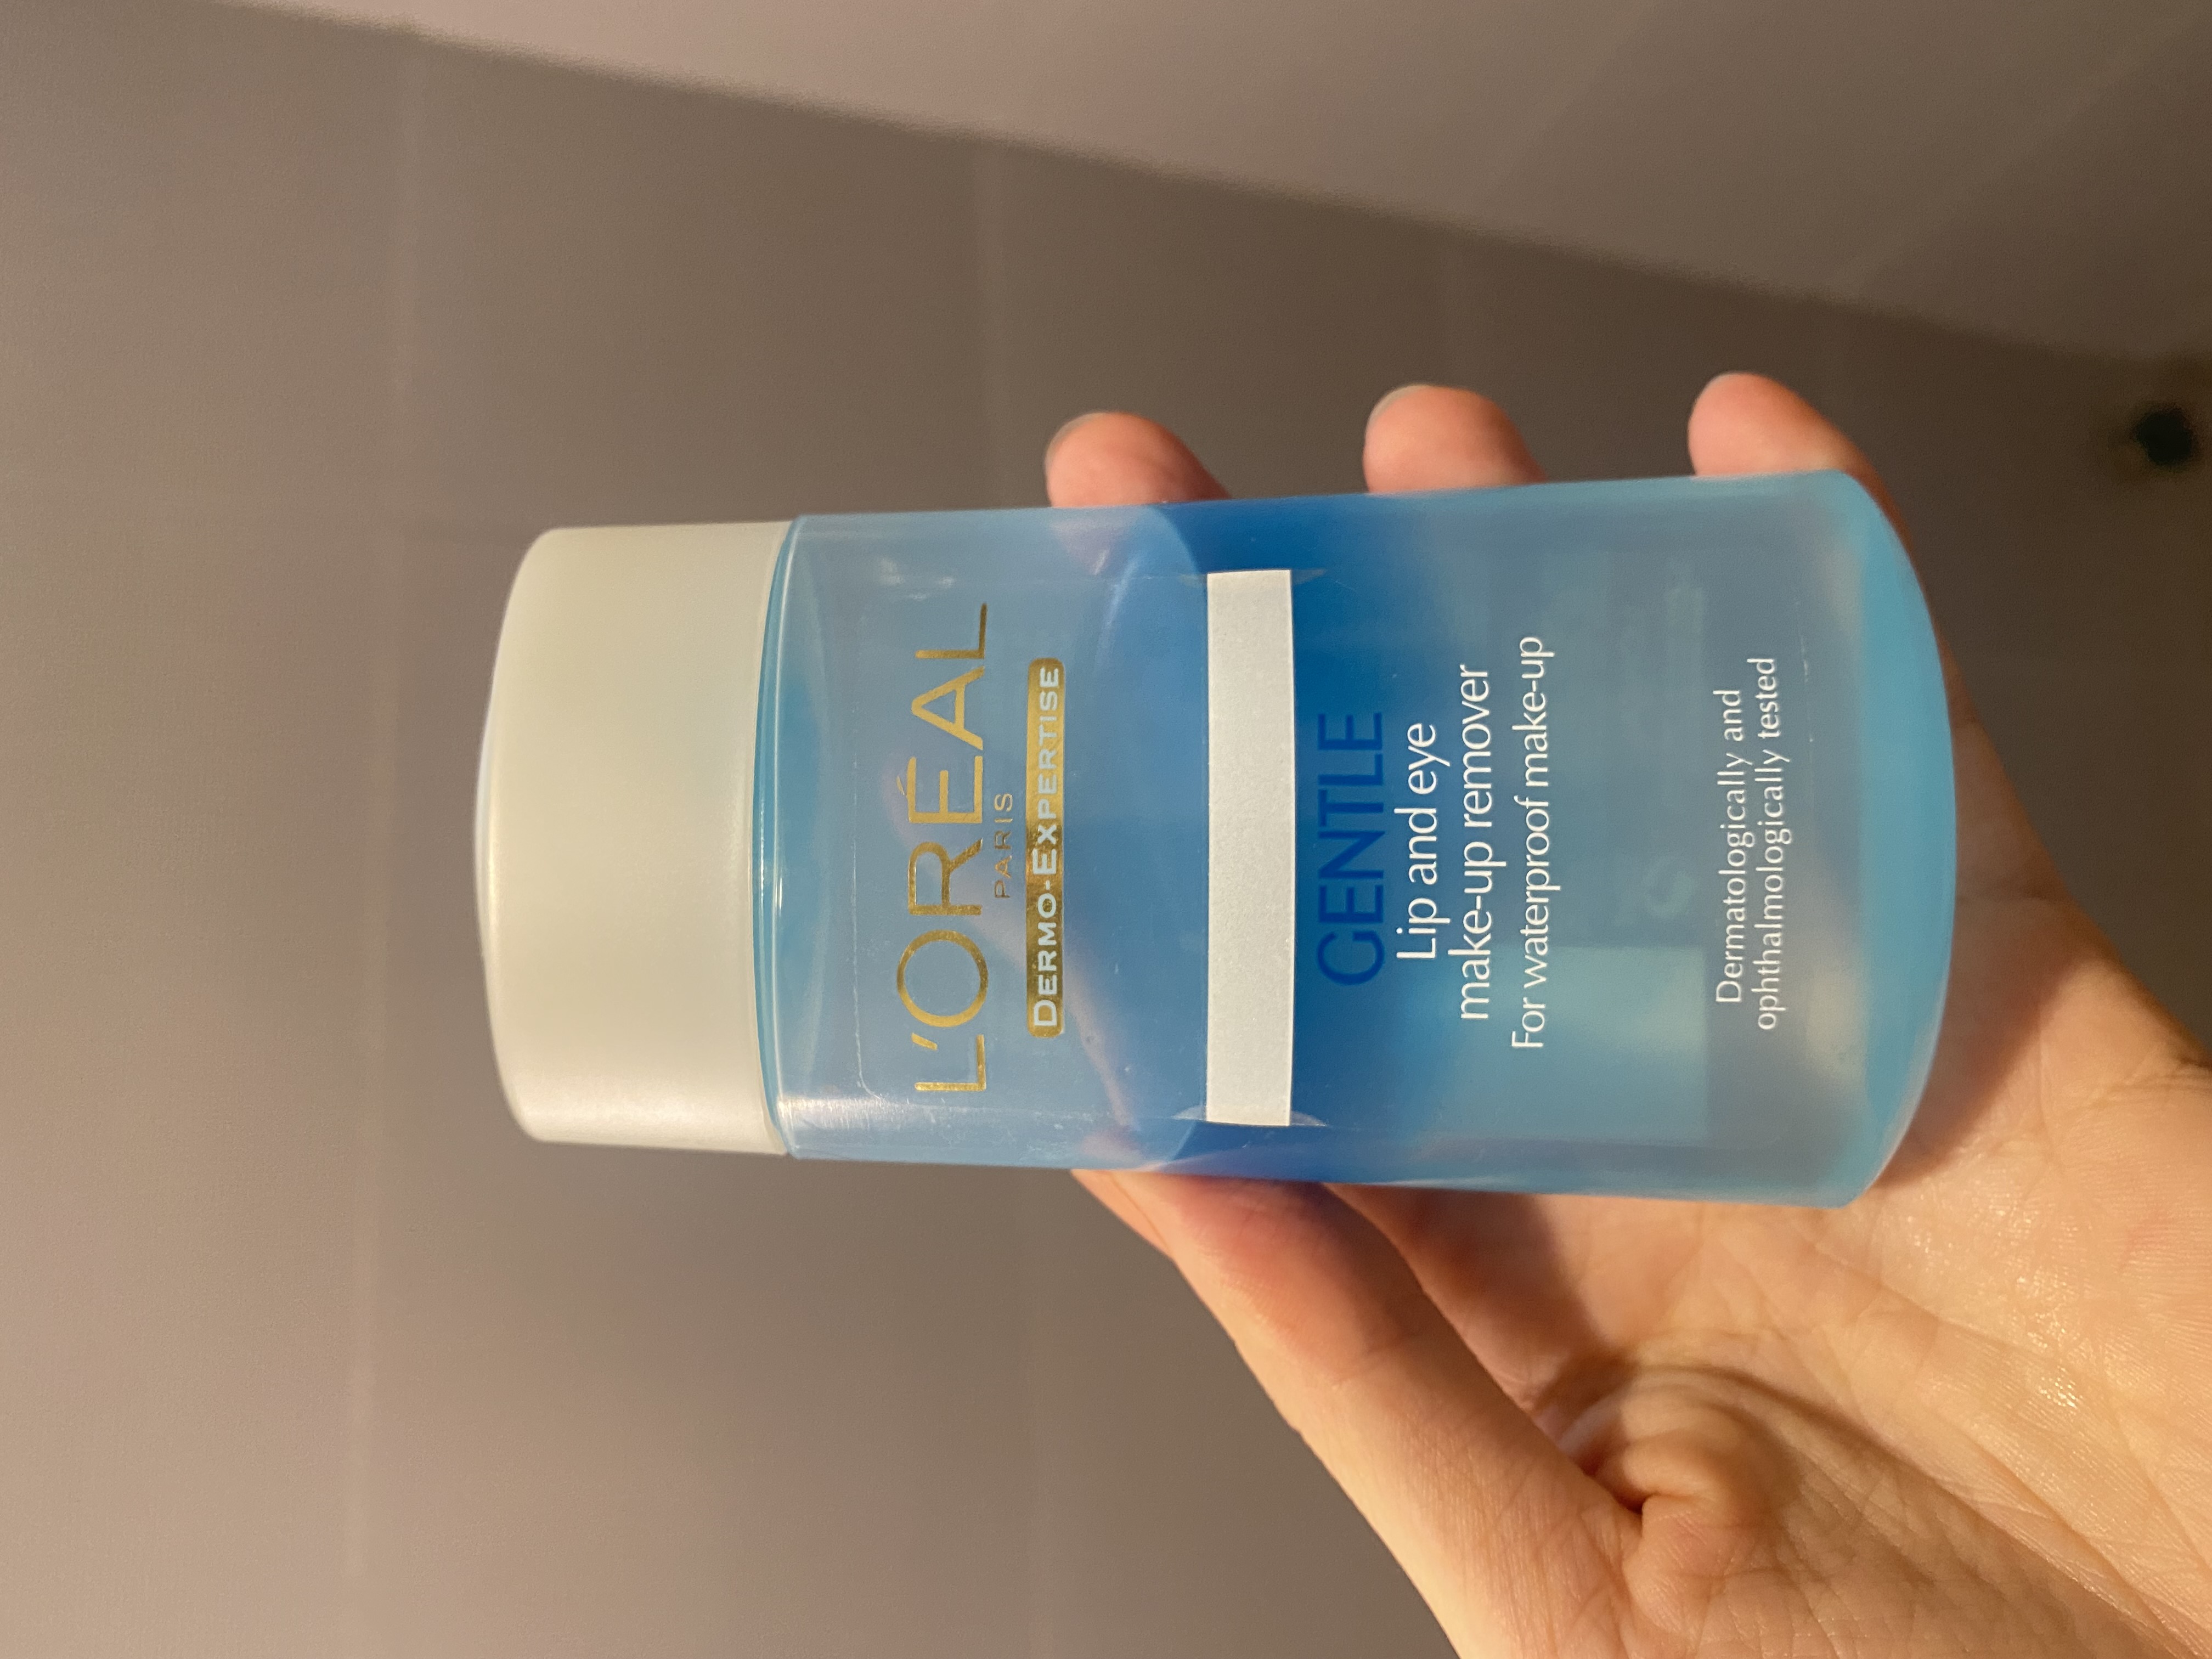 L'ORÉAL
PARIS
DERMO-EXPERTISE
GENTLE
Lip and eye
make-up remover
For waterproof make-up
Dermatologically and
ophthalmologically tested